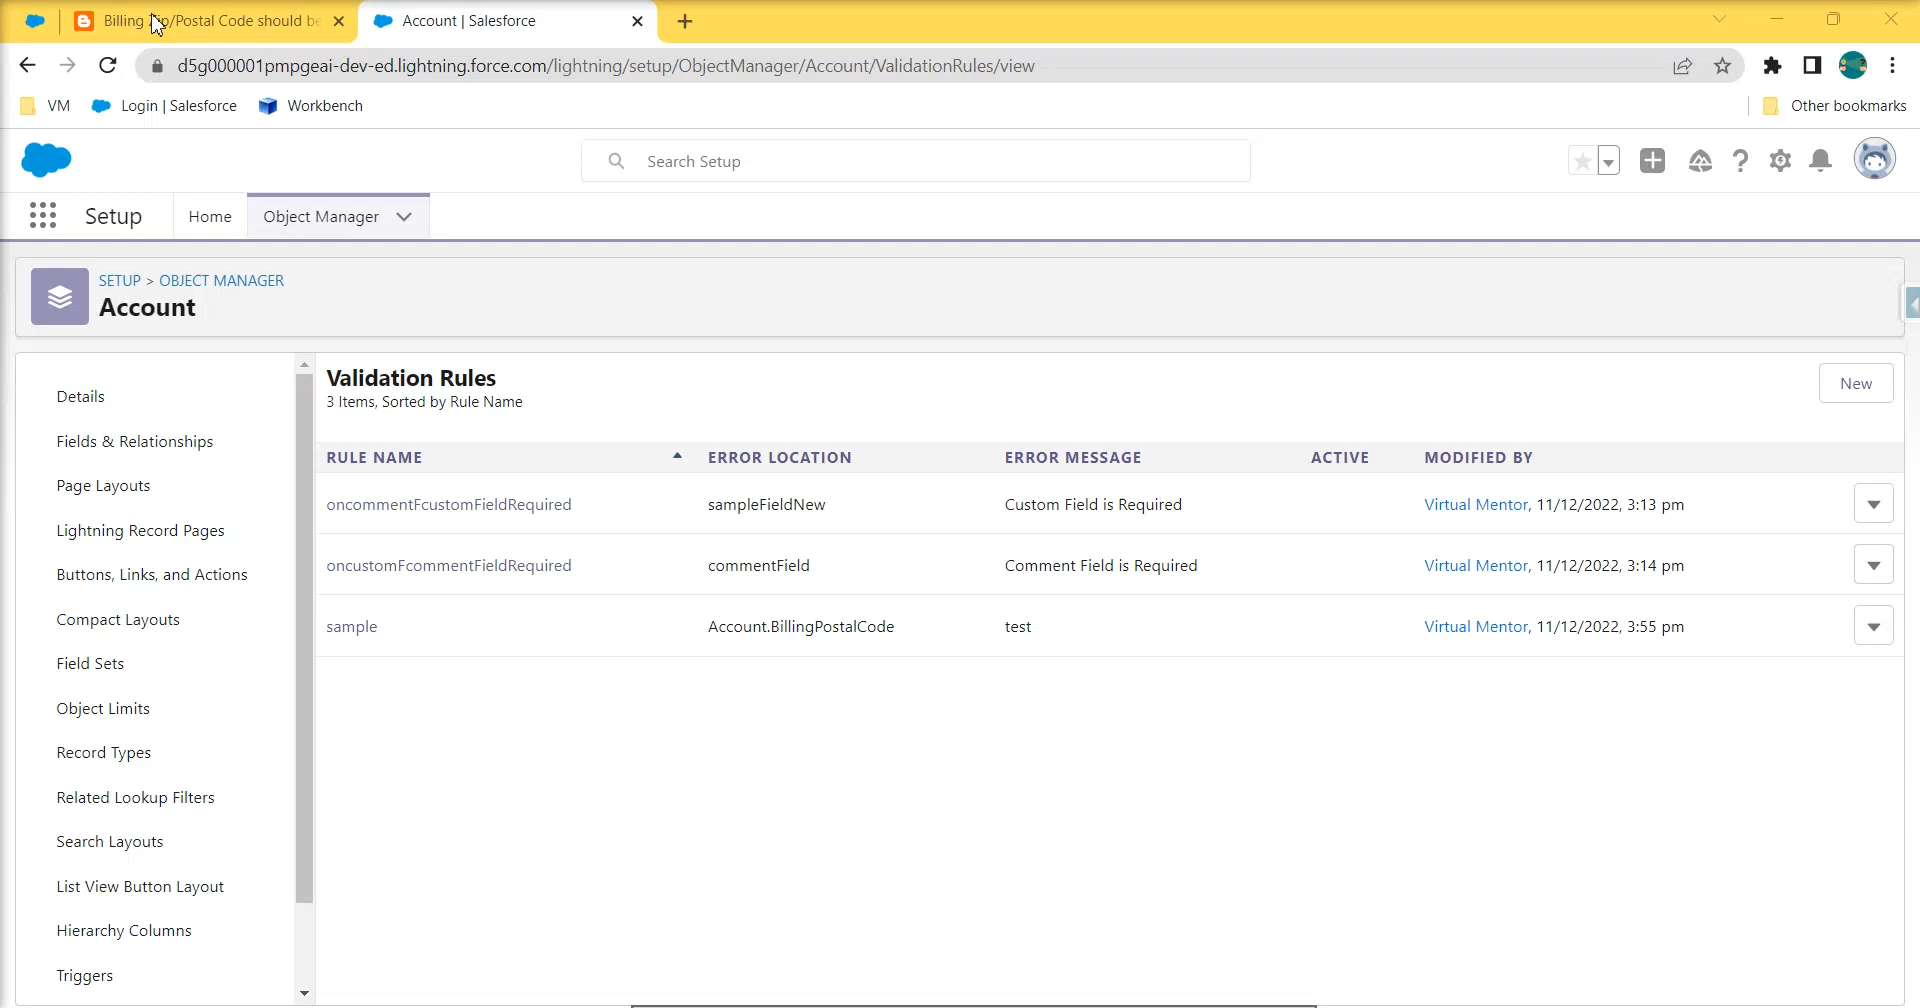 Billing Zip/Postal Code should be
Account | Salesforce
d5g000001pmpgeai-dev-ed.lightning.force.com/lightning/setup/ObjectManager/Account/ValidationRules/view
VM
Login | Salesforce
Workbench
Other bookmarks
Search Setup
Setup
Home
Object Manager
SETUP > OBJECT MANAGER
Account
Details
Fields & Relationships
Page Layouts
Lightning Record Pages
Buttons, Links, and Actions
Compact Layouts
Field Sets
Object Limits
Record Types
Related Lookup Filters
Search Layouts
List View Button Layout
Hierarchy Columns
Triggers
Validation Rules
3 Items, Sorted by Rule Name
New
RULE NAME ERROR LOCATION ERROR MESSAGE ACTIVE MODIFIED BY
oncommentFcustomFieldRequired sampleFieldNew Custom Field is Required Virtual Mentor, 11/12/2022, 3:13 pm
oncustomFcommentFieldRequired commentField Comment Field is Required Virtual Mentor, 11/12/2022, 3:14 pm
sample Account.BillingPostalCode test Virtual Mentor, 11/12/2022, 3:55 pm